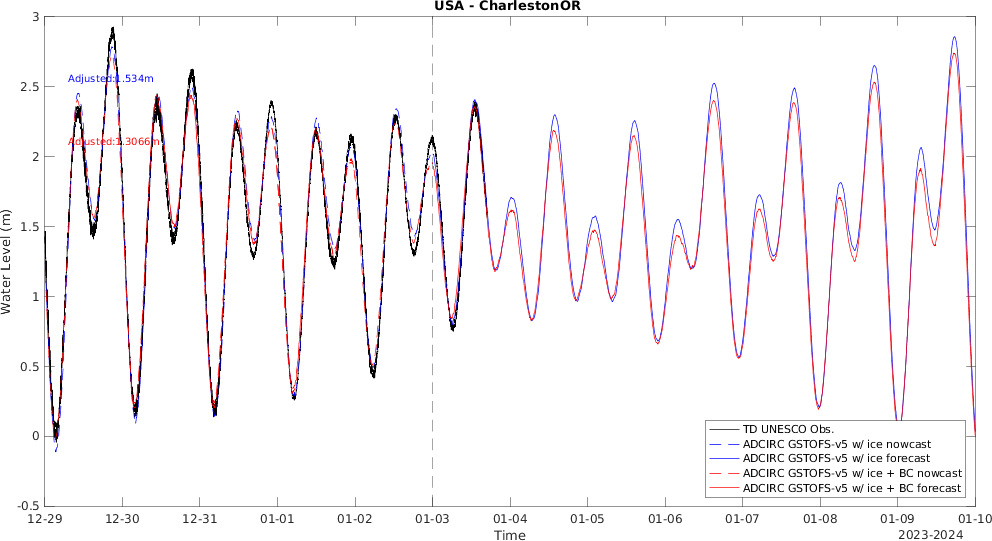 USA - CharlestonOR
3
2.5
2
1.5
1
0.5
0
-0.5
Water Level (m)
Adjusted:1.534m
Adjusted:1.3066m
TD UNESCO Obs.
ADCIRC GSTOFS-v5 w/ ice nowcast
ADCIRC GSTOFS-v5 w/ ice forecast
ADCIRC GSTOFS-v5 w/ ice + BC nowcast
ADCIRC GSTOFS-v5 w/ ice + BC forecast
12-29 12-30 12-31 01-01 01-02 01-03 01-04 01-05 01-06 01-07 01-08 01-09 01-10
Time
2023-2024